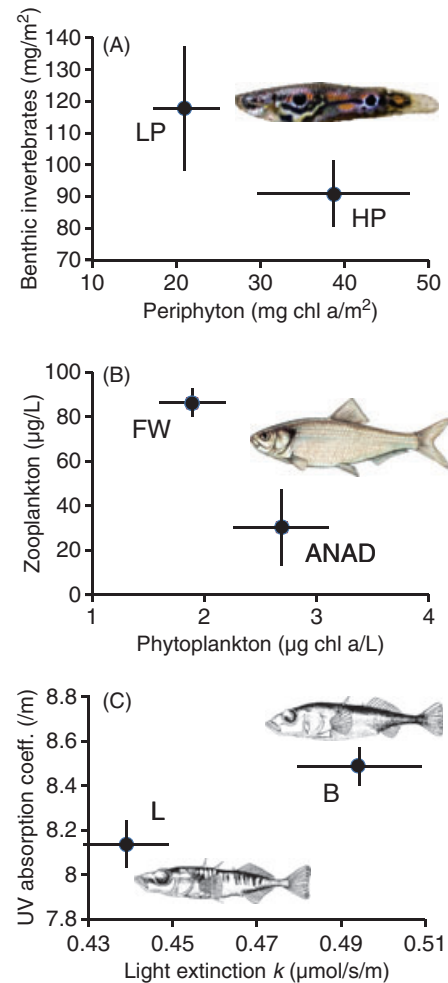 (A)
Benthic invertebrates (mg/m²)
140
130
120
110
100
90
80
70
LP
HP
10 20 30 40 50
Periphyton (mg chl a/m²)
(B)
Zooplankton (µg/L)
100
80
60
40
20
0
FW
ANAD
1 2 3 4
Phytoplankton (µg chl a/L)
(C)
UV absorption coeff. (/m)
8.8
8.6
8.4
8.2
8
7.8
L
B
0.43 0.45 0.47 0.49 0.51
Light extinction k (µmol/s/m)